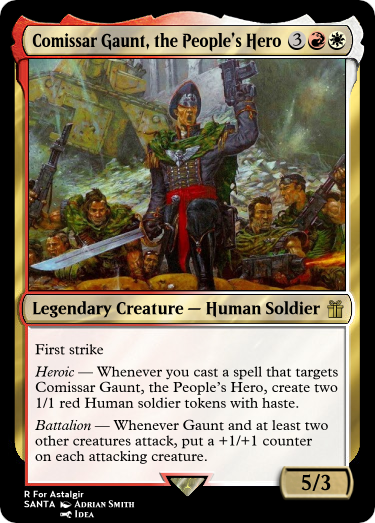 Comissar Gaunt, the People's Hero 3
Legendary Creature — Human Soldier
First strike
Heroic — Whenever you cast a spell that targets
Comissar Gaunt, the People's Hero, create two
1/1 red Human soldier tokens with haste.
Battalion — Whenever Gaunt and at least two
other creatures attack, put a +1/+1 counter
on each attacking creature.
5/3
R For Astalgir
SANTA Adrian Smith
Idea